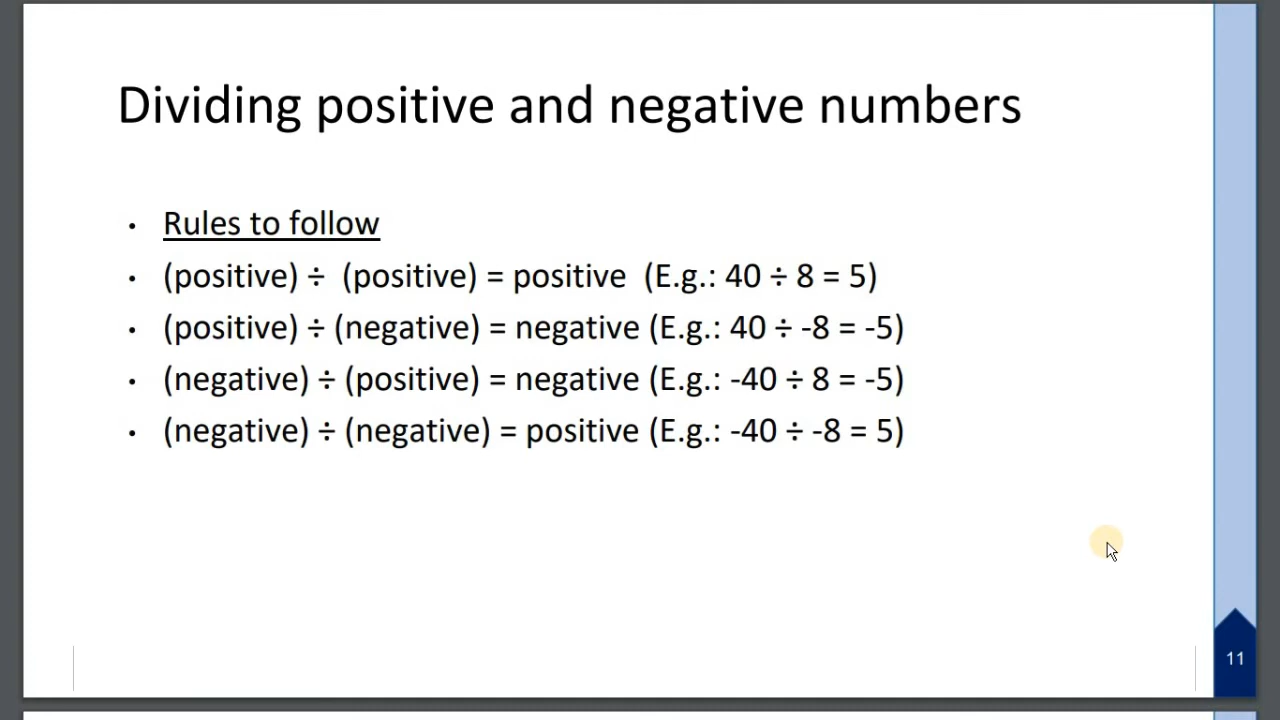 Dividing positive and negative numbers
• Rules to follow
• (positive) ÷  (positive) = positive  (E.g.: 40 ÷ 8 = 5)
• (positive) ÷ (negative) = negative (E.g.: 40 ÷ -8 = -5)
• (negative) ÷ (positive) = negative (E.g.: -40 ÷ 8 = -5)
• (negative) ÷ (negative) = positive (E.g.: -40 ÷ -8 = 5)
11